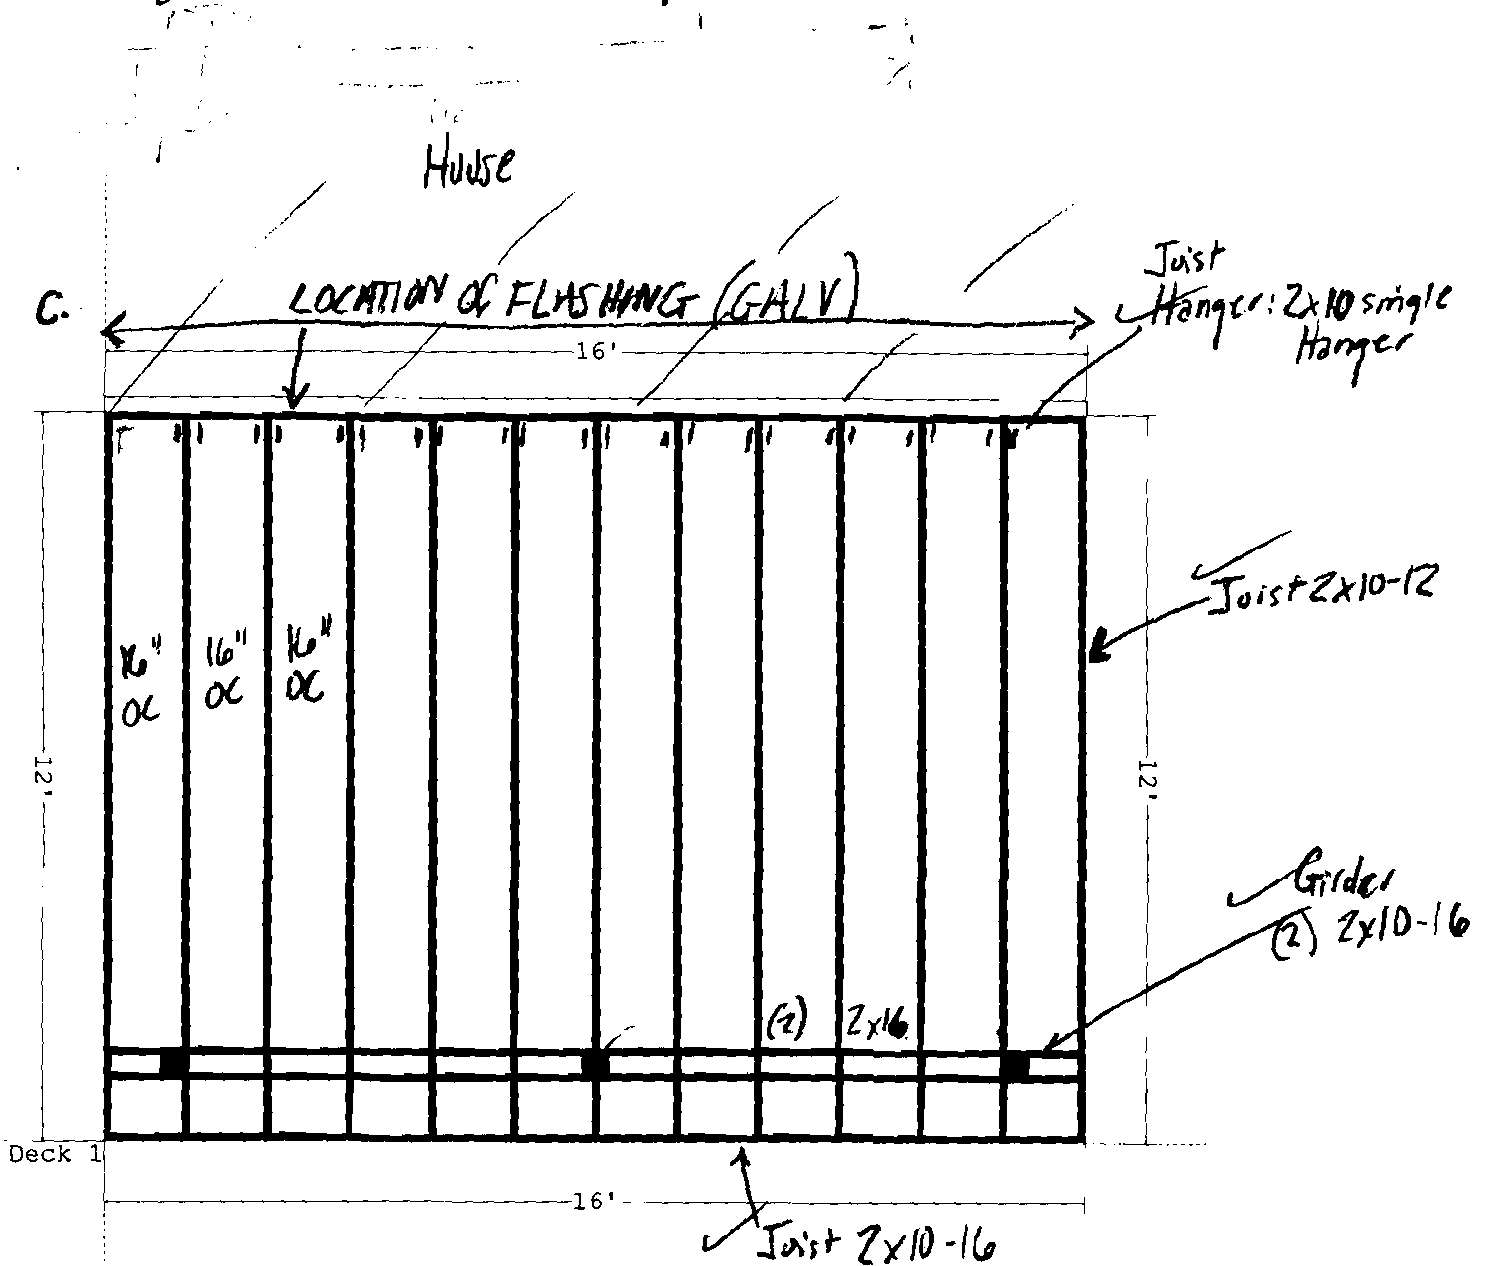 House
C.
LOCATION OF FLASHING (GALV)
Joist
Hanger: 2x10 single
Hanger
16'
Joist 2x10-12
16"
OC
16"
OC
16"
OC
12'
12'
Girder
(2) 2x10-16
(2) 2x16
Deck 1
16'
Joist 2x10-16